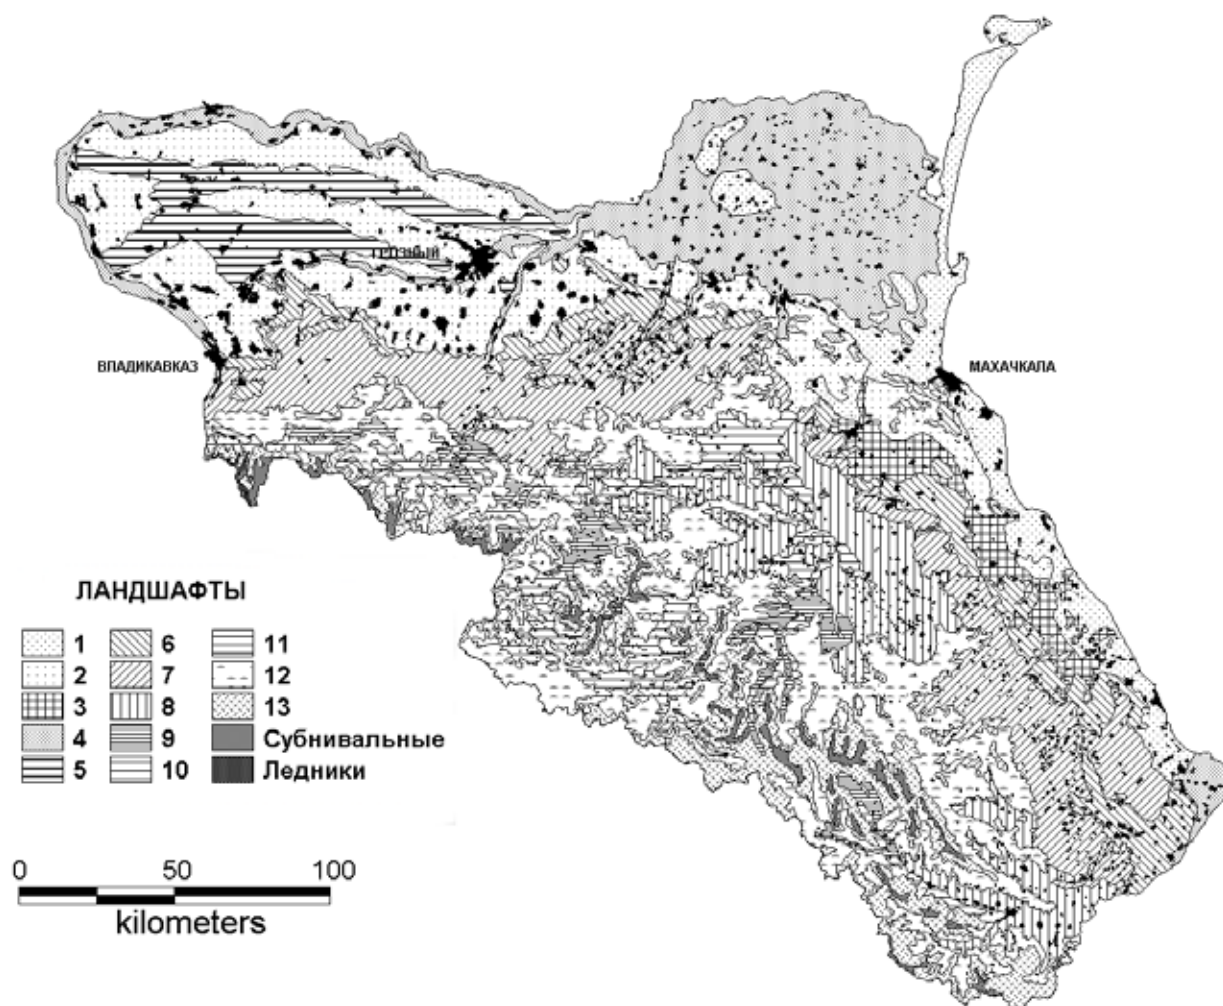 ГРОЗНЫЙ
ВЛАДИКАВКАЗ
МАХАЧКАЛА
ЛАНДШАФТЫ
1 6 11
2 7 12
3 8 13
4 9 Субнивальные
5 10 Ледники
0 50 100
kilometers